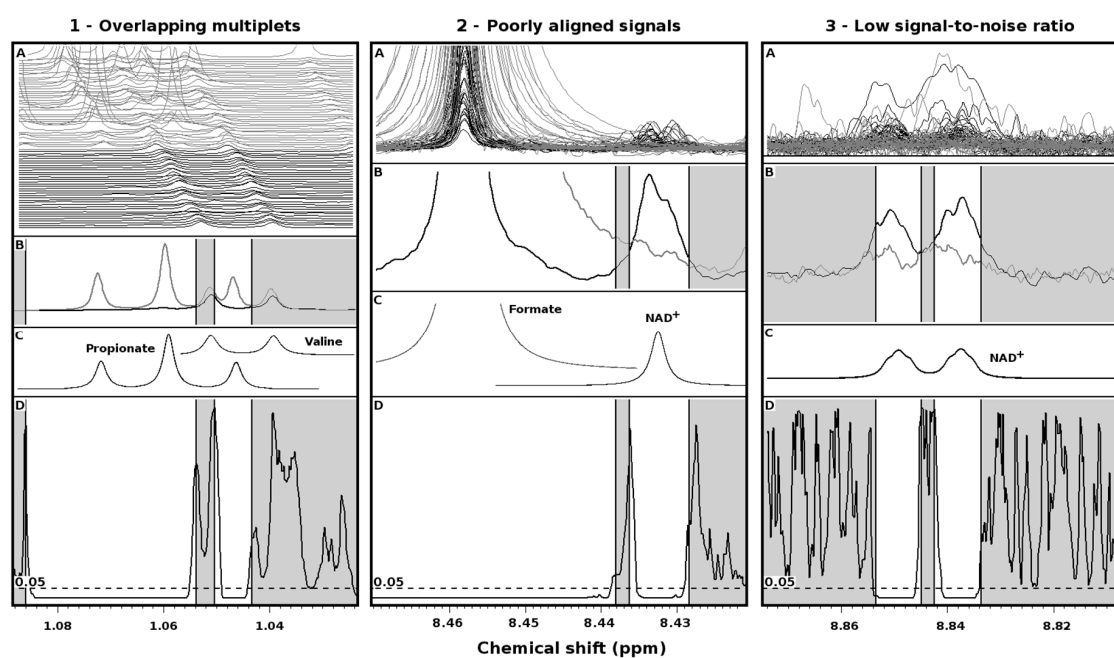 1 - Overlapping multiplets
2 - Poorly aligned signals
3 - Low signal-to-noise ratio
A
A
A
B
B
B
C
Propionate
Valine
C
Formate
NAD+
C
NAD+
D
D
D
0.05
0.05
0.05
1.08 1.06 1.04
8.46 8.45 8.44 8.43
8.86 8.84 8.82
Chemical shift (ppm)